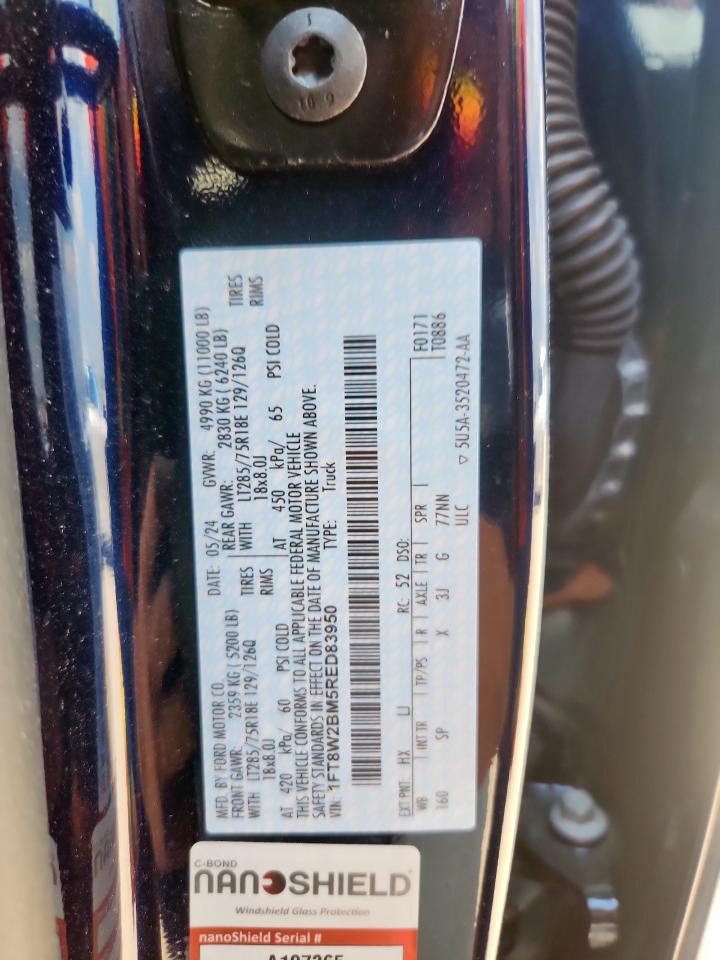 MFD. BY FORD MOTOR CO.
DATE: 05/24 GVWR: 4990 KG (11000 LB)
FRONT GAWR: 2359 KG ( 5200 LB)
REAR GAWR: 2830 KG ( 6240 LB)
WITH LT285/75R18E 129/126Q TIRES
WITH LT285/75R18E 129/126Q TIRES
18x8.0J RIMS
18x8.0J RIMS
AT 420 kPa/ 60 PSI COLD
AT 450 kPa/ 65 PSI COLD
THIS VEHICLE CONFORMS TO ALL APPLICABLE FEDERAL MOTOR VEHICLE
SAFETY STANDARDS IN EFFECT ON THE DATE OF MANUFACTURE SHOWN ABOVE.
VIN: 1FT8W2BM5RED83950 TYPE: Truck
F0171
T0886
EXT PNT: HX LJ RC: 52 DSO:
WB INT TR TP/PS R AXLE TR SPR
160 SP X 3J G 77NN
ULC
▽ 5U5A-3520472-AA
C-BOND
nanoSHIELD
Windshield Glass Protection
nanoShield Serial #
10 9